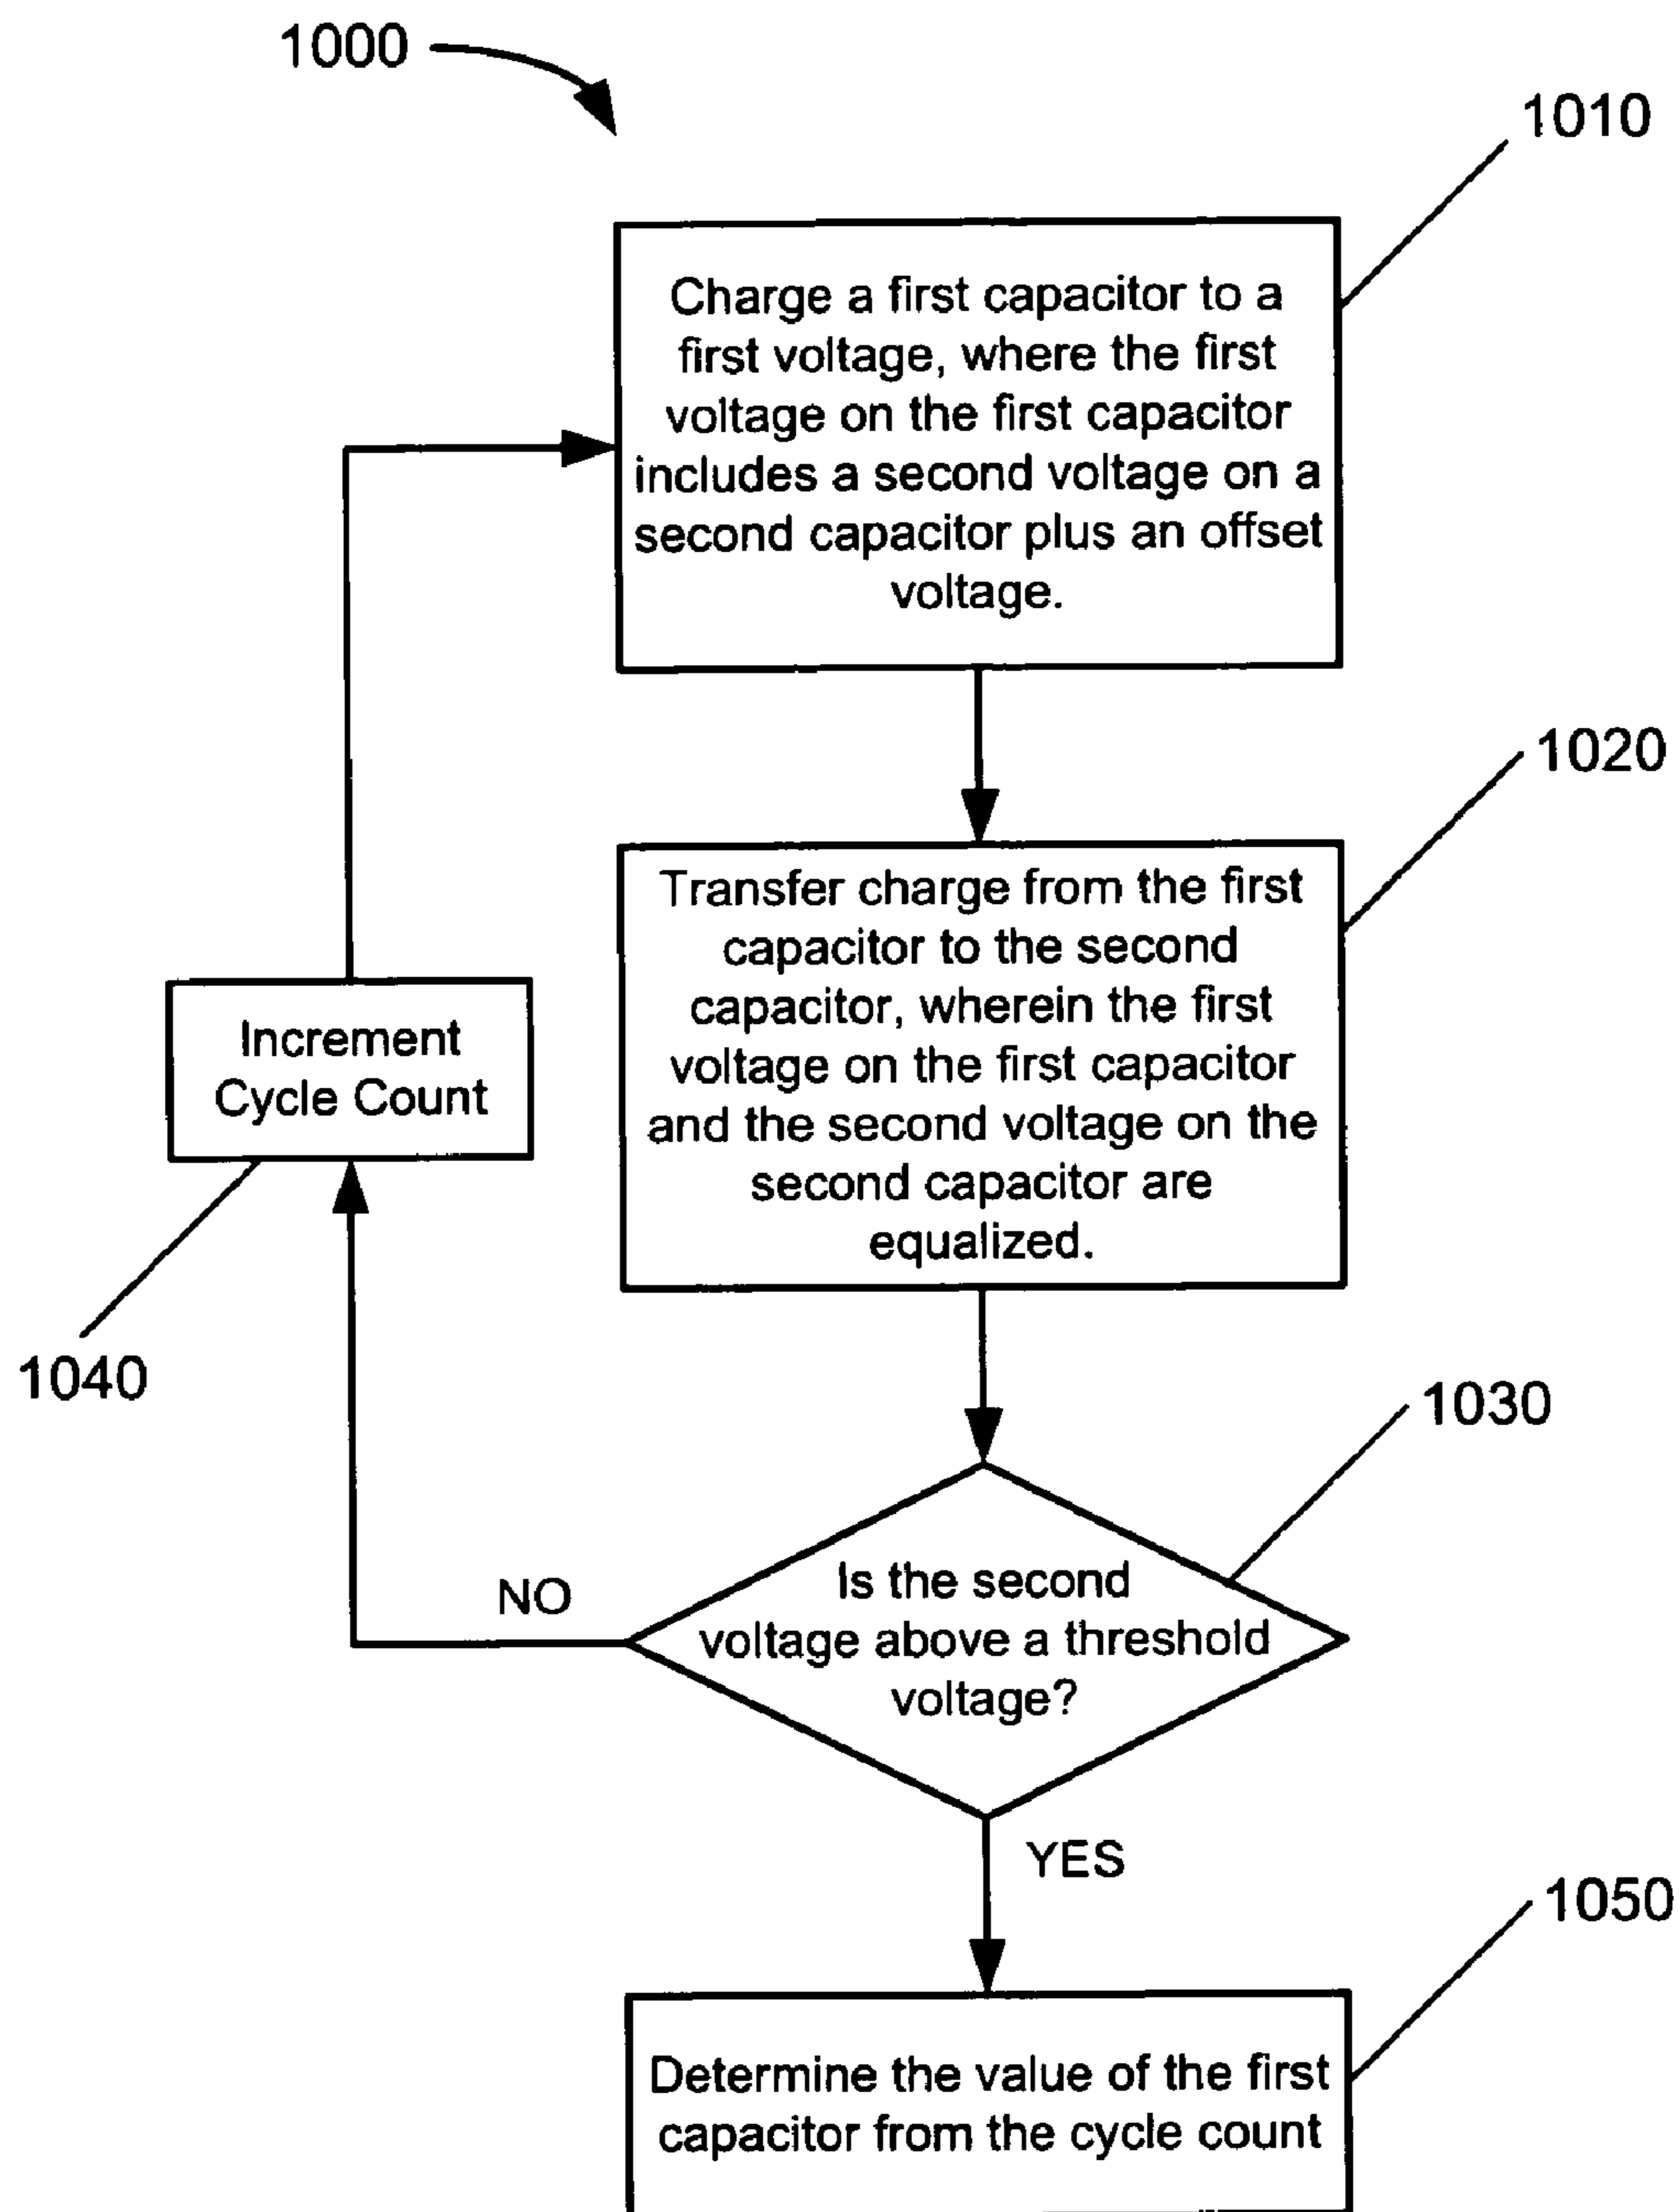 1000
1010
Charge a first capacitor to a
first voltage, where the first
voltage on the first capacitor
includes a second voltage on a
second capacitor plus an offset
voltage.
1020
Transfer charge from the first
capacitor to the second
capacitor, wherein the first
voltage on the first capacitor
and the second voltage on the
second capacitor are
equalized.
Increment
Cycle Count
1040
1030
NO
Is the second
voltage above a threshold
voltage?
YES
1050
Determine the value of the first
capacitor from the cycle count